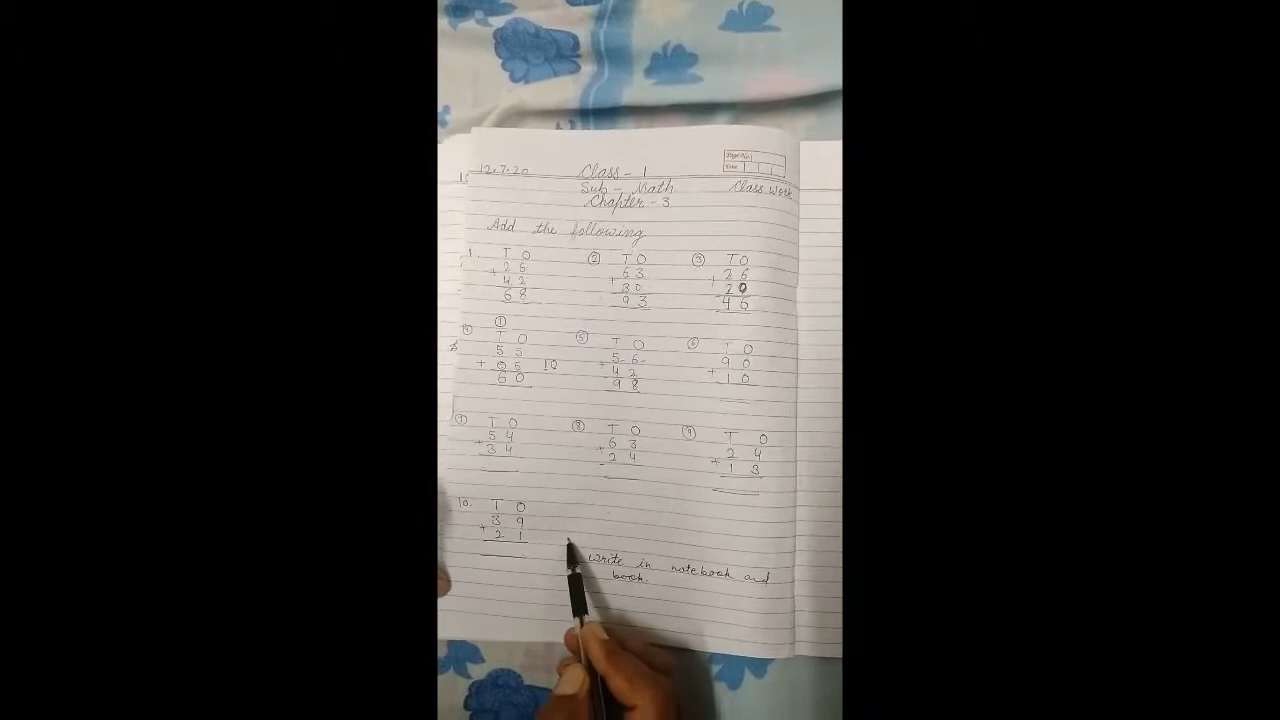 12.7.20 Class - 1
Sub - Math Class Work
Chapter - 3
Add the following
1. T O ② T O ③ T O
2 6 6 3 2 6
+ 4 2 + 3 0 + 2 0
6 8 9 3 4 6
①
④ T O ⑤ T O ⑥ T O
5 5 5 6 9 0
+ 0 5 10 + 4 2 + 1 0
6 0 9 8
⑦ T O ⑧ T O ⑨ T O
5 4 6 3 2 4
+ 3 4 + 2 4 + 1 3
10. T O
3 9
+ 2 1
write in notebook and
book.